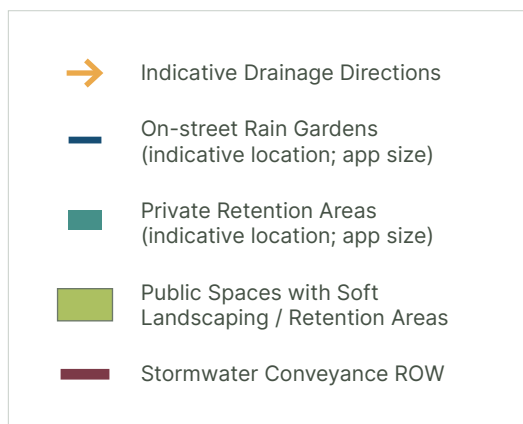 Indicative Drainage Directions
On-street Rain Gardens
(indicative location; app size)
Private Retention Areas
(indicative location; app size)
Public Spaces with Soft
Landscaping / Retention Areas
Stormwater Conveyance ROW